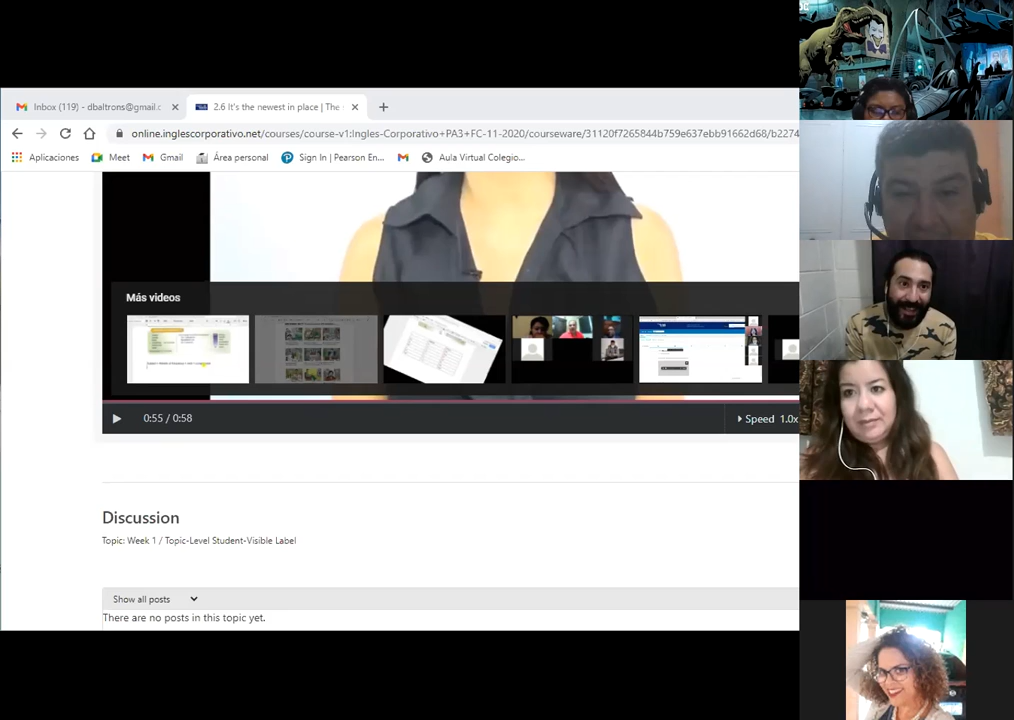 Inbox (119) - dbaltrons@gmail.c
2.6 It's the newest in place | The
online.inglescorporativo.net/courses/course-v1:Ingles-Corporativo+PA3+FC-11-2020/courseware/31120f7265844b759e637ebb91662d68/b2274
Aplicaciones
Meet
Gmail
Área personal
Sign In | Pearson En...
Aula Virtual Colegio...
Más videos
0:55 / 0:58
Speed 1.0x
Discussion
Topic: Week 1 / Topic-Level Student-Visible Label
Show all posts
There are no posts in this topic yet.